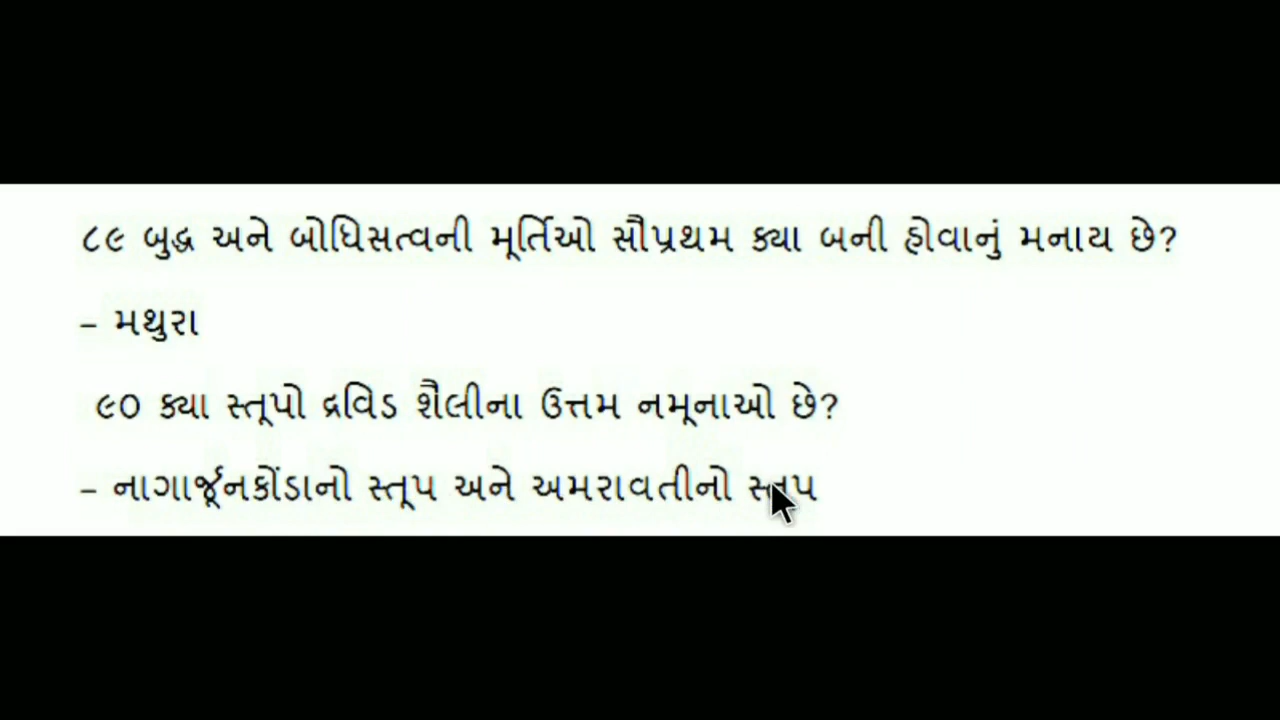 ૮૯ બુદ્ધ અને બોધિસત્વની મૂર્તિઓ સૌપ્રથમ ક્યા બની હોવાનું મનાય છે?
– મથુરા
૯૦ ક્યા સ્તૂપો દ્રવિડ શૈલીના ઉત્તમ નમૂનાઓ છે?
– નાગાર્જૂનકોંડાનો સ્તૂપ અને અમરાવતીનો સ્તૂપ